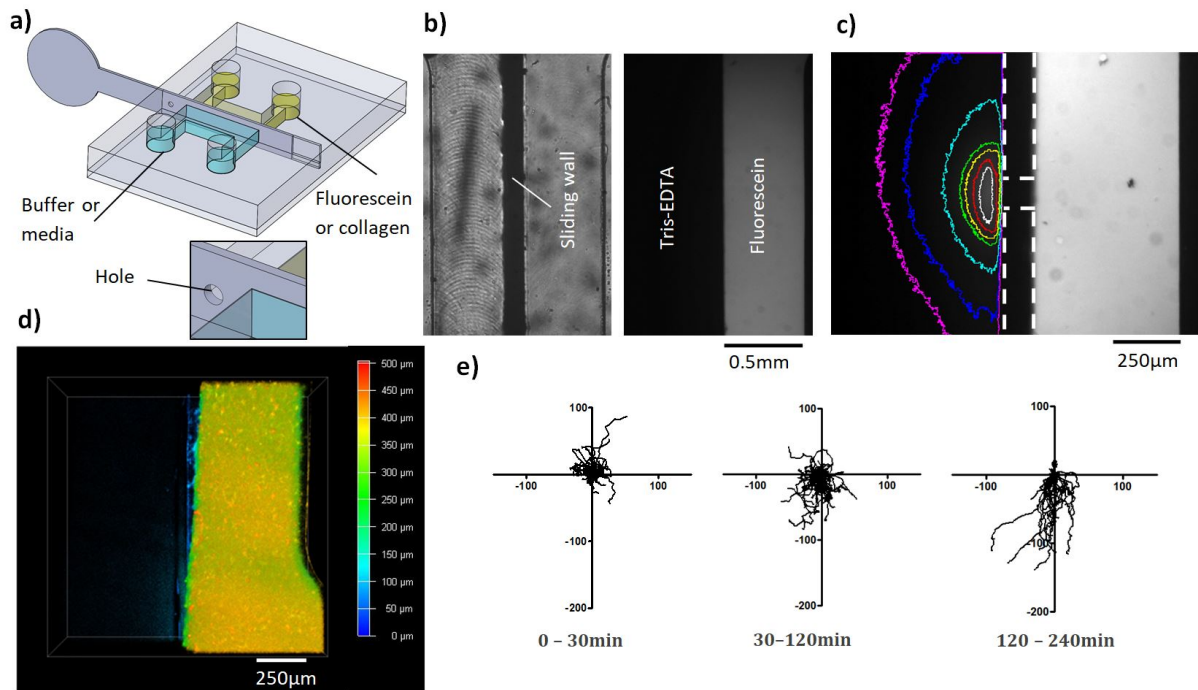 a)
Buffer or
media
Fluorescein
or collagen
Hole
b)
Sliding wall
Tris-EDTA
Fluorescein
0.5mm
c)
250µm
d)
500 µm
450 µm
400 µm
350 µm
300 µm
250 µm
200 µm
150 µm
100 µm
50 µm
0 µm
250µm
e)
100
-100
100
-100
-200
0 – 30min
100
-100
100
-100
-200
30–120min
100
-100
100
-100
-200
120 – 240min